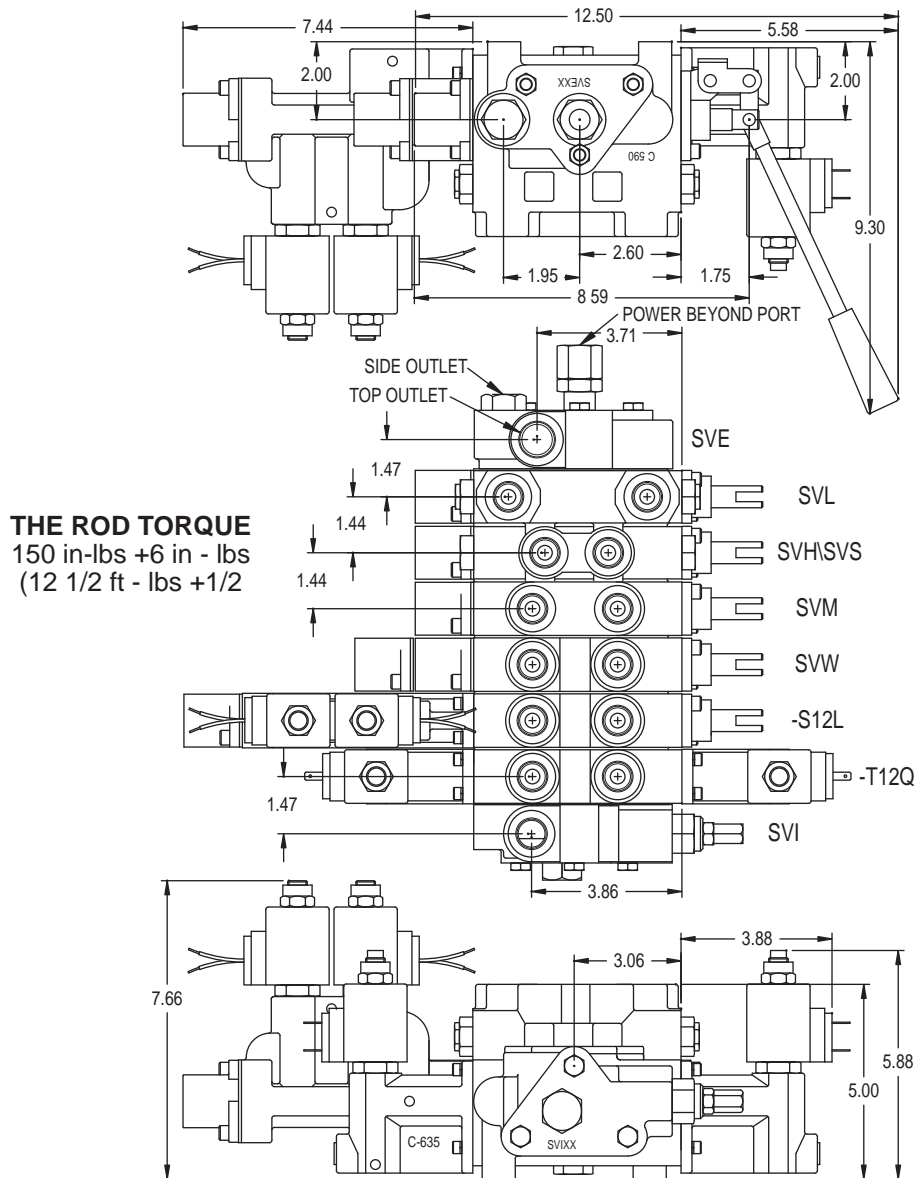 12.50
7.44
5.58
2.00
2.00
SVEXX
C 590
9.30
2.60
1.95
1.75
8 59
POWER BEYOND PORT
3.71
SIDE OUTLET
TOP OUTLET
SVE
1.47
SVL
THE ROD TORQUE
150 in-lbs +6 in - lbs
(12 1/2 ft - lbs +1/2
1.44
SVH\SVS
1.44
SVM
SVW
-S12L
-T12Q
1.47
SVI
3.86
3.88
3.06
7.66
5.88
5.00
C-635
SVIXX